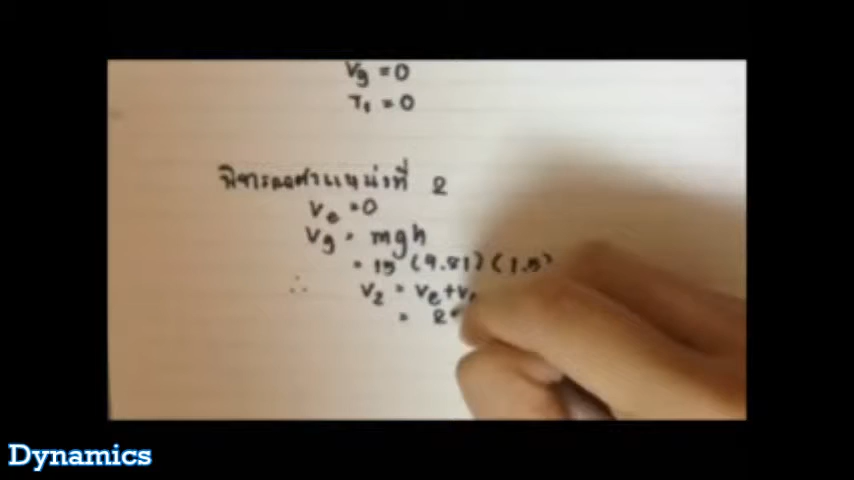 Vg = 0
T₁ = 0
พิจารณาตำแหน่งที่ 2
Ve = 0
Vg = mgh
= 15 (9.81) (1.5)
∴ V2 = Ve + V
= 2
Dynamics